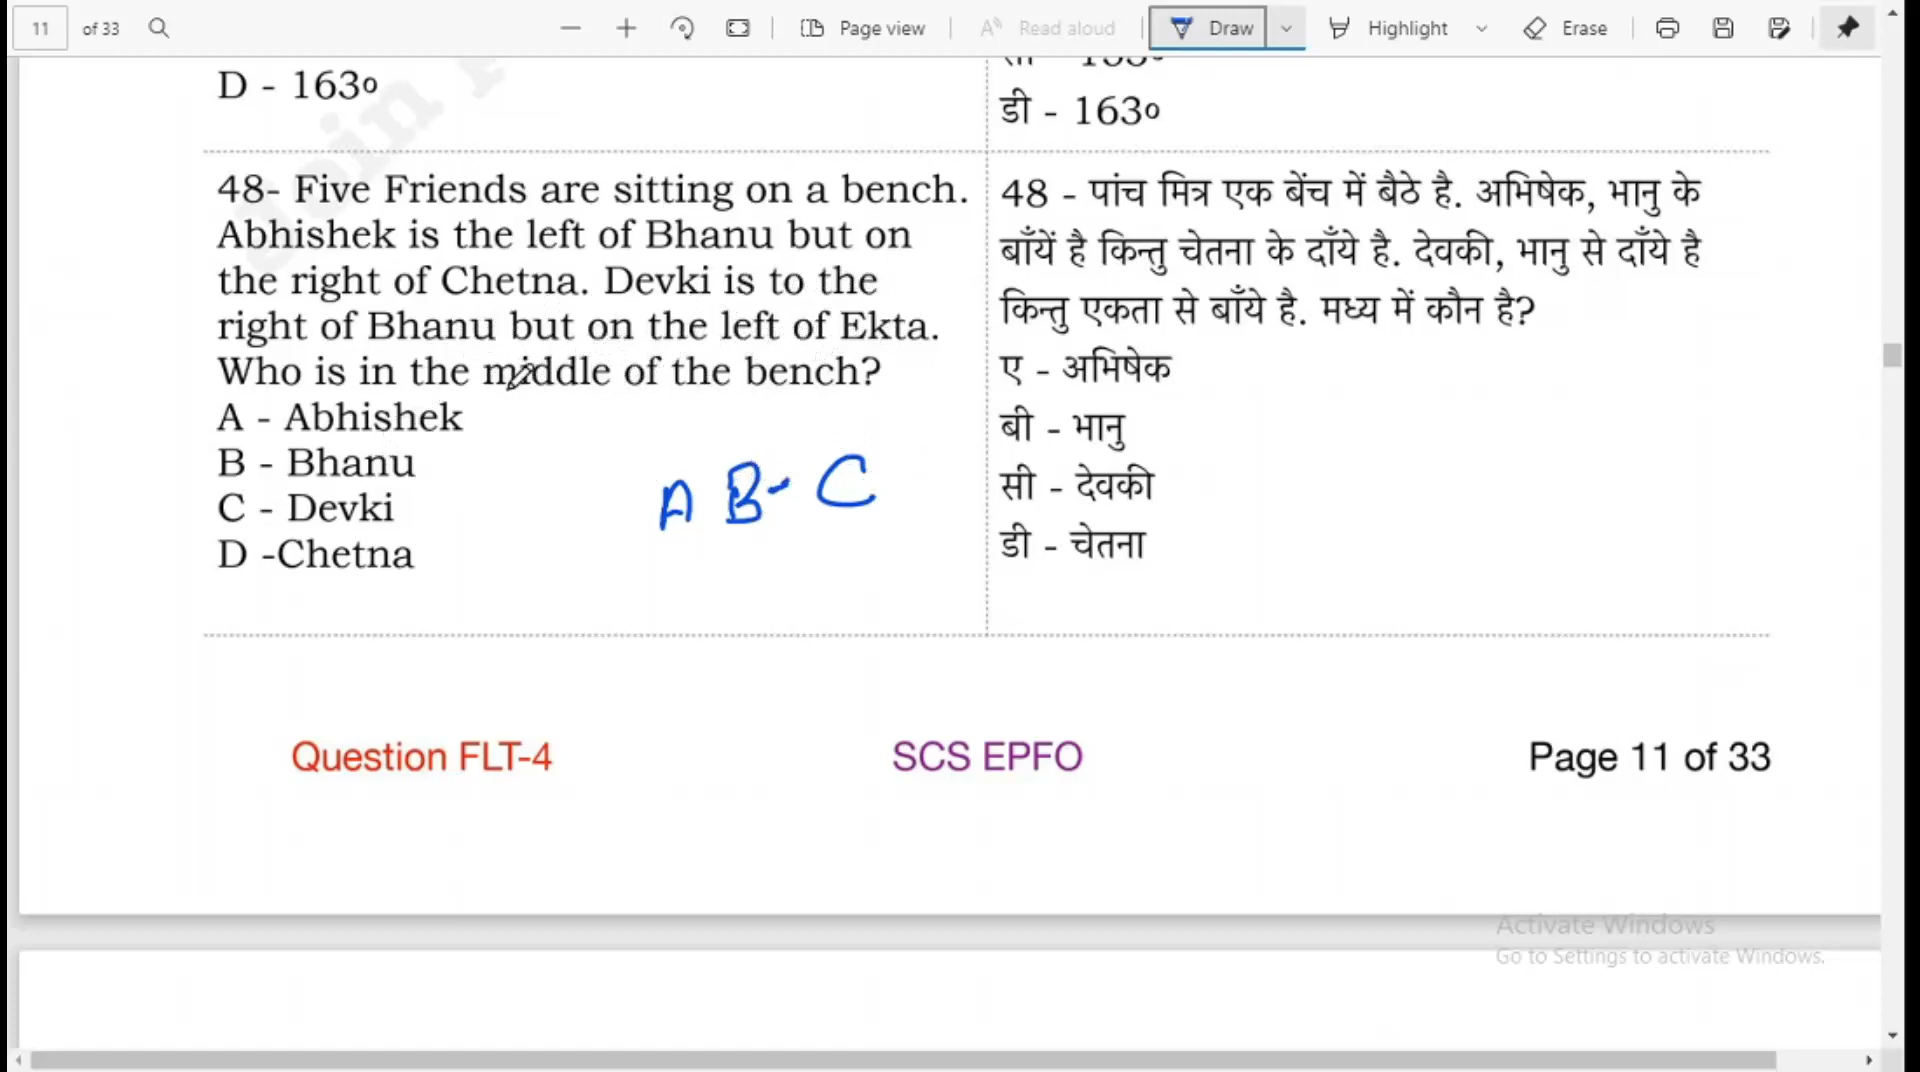 11 of 33 Page view Read aloud Draw Highlight Erase
D - 163o
डी - 163o
48- Five Friends are sitting on a bench.
Abhishek is the left of Bhanu but on
the right of Chetna. Devki is to the
right of Bhanu but on the left of Ekta.
Who is in the middle of the bench?
A - Abhishek
B - Bhanu
C - Devki
D -Chetna
A B- C
48 - पांच मित्र एक बेंच में बैठे है. अभिषेक, भानु के
बाँयें है किन्तु चेतना के दाँये है. देवकी, भानु से दाँये है
किन्तु एकता से बाँये है. मध्य में कौन है?
ए - अभिषेक
बी - भानु
सी - देवकी
डी - चेतना
Question FLT-4 SCS EPFO Page 11 of 33
Activate Windows
Go to Settings to activate Windows.